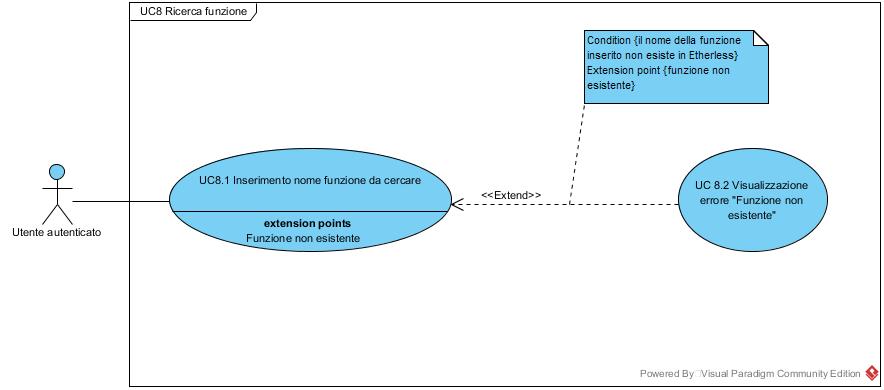 UC8 Ricerca funzione
Condition {il nome della funzione
inserito non esiste in Etherless}
Extension point {funzione non
esistente}
UC8.1 Inserimento nome funzione da cercare
extension points
Funzione non esistente
<<Extend>>
UC 8.2 Visualizzazione
errore "Funzione non
esistente"
Utente autenticato
Powered By Visual Paradigm Community Edition